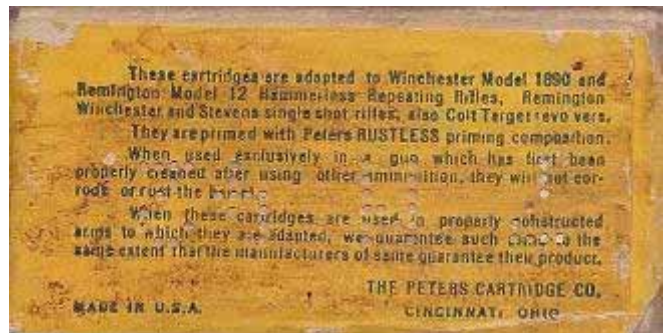 These cartridges are adapted to Winchester Model 1890 and
Remington Model 12 Hammerless Repeating Rifles, Remington
Winchester and Stevens single shot rifles, also Colt Target revolvers.
They are primed with Peters RUSTLESS priming composition.
When used exclusively in a gun which has first been
properly cleaned after using other ammunition, they will not cor-
rode or rust the barrel.
When these cartridges are used in properly constructed
arms to which they are adapted, we guarantee such arms to the
same extent that the manufacturers of same guarantee their product.
THE PETERS CARTRIDGE CO.
MADE IN U.S.A. CINCINNATI, OHIO